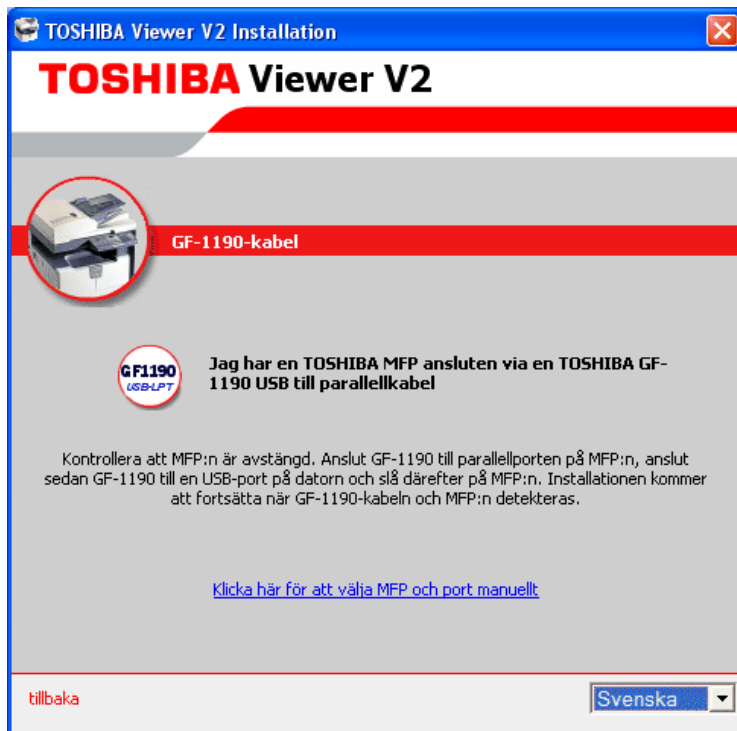 TOSHIBA Viewer V2 Installation
TOSHIBA Viewer V2
GF-1190-kabel
GF1190
USB-LPT
Jag har en TOSHIBA MFP ansluten via en TOSHIBA GF-
1190 USB till parallellkabel
Kontrollera att MFP:n är avstängd. Anslut GF-1190 till parallellporten på MFP:n, anslut
sedan GF-1190 till en USB-port på datorn och slå därefter på MFP:n. Installationen kommer
att fortsätta när GF-1190-kabeln och MFP:n detekteras.
Klicka här för att välja MFP och port manuellt
tillbaka
Svenska